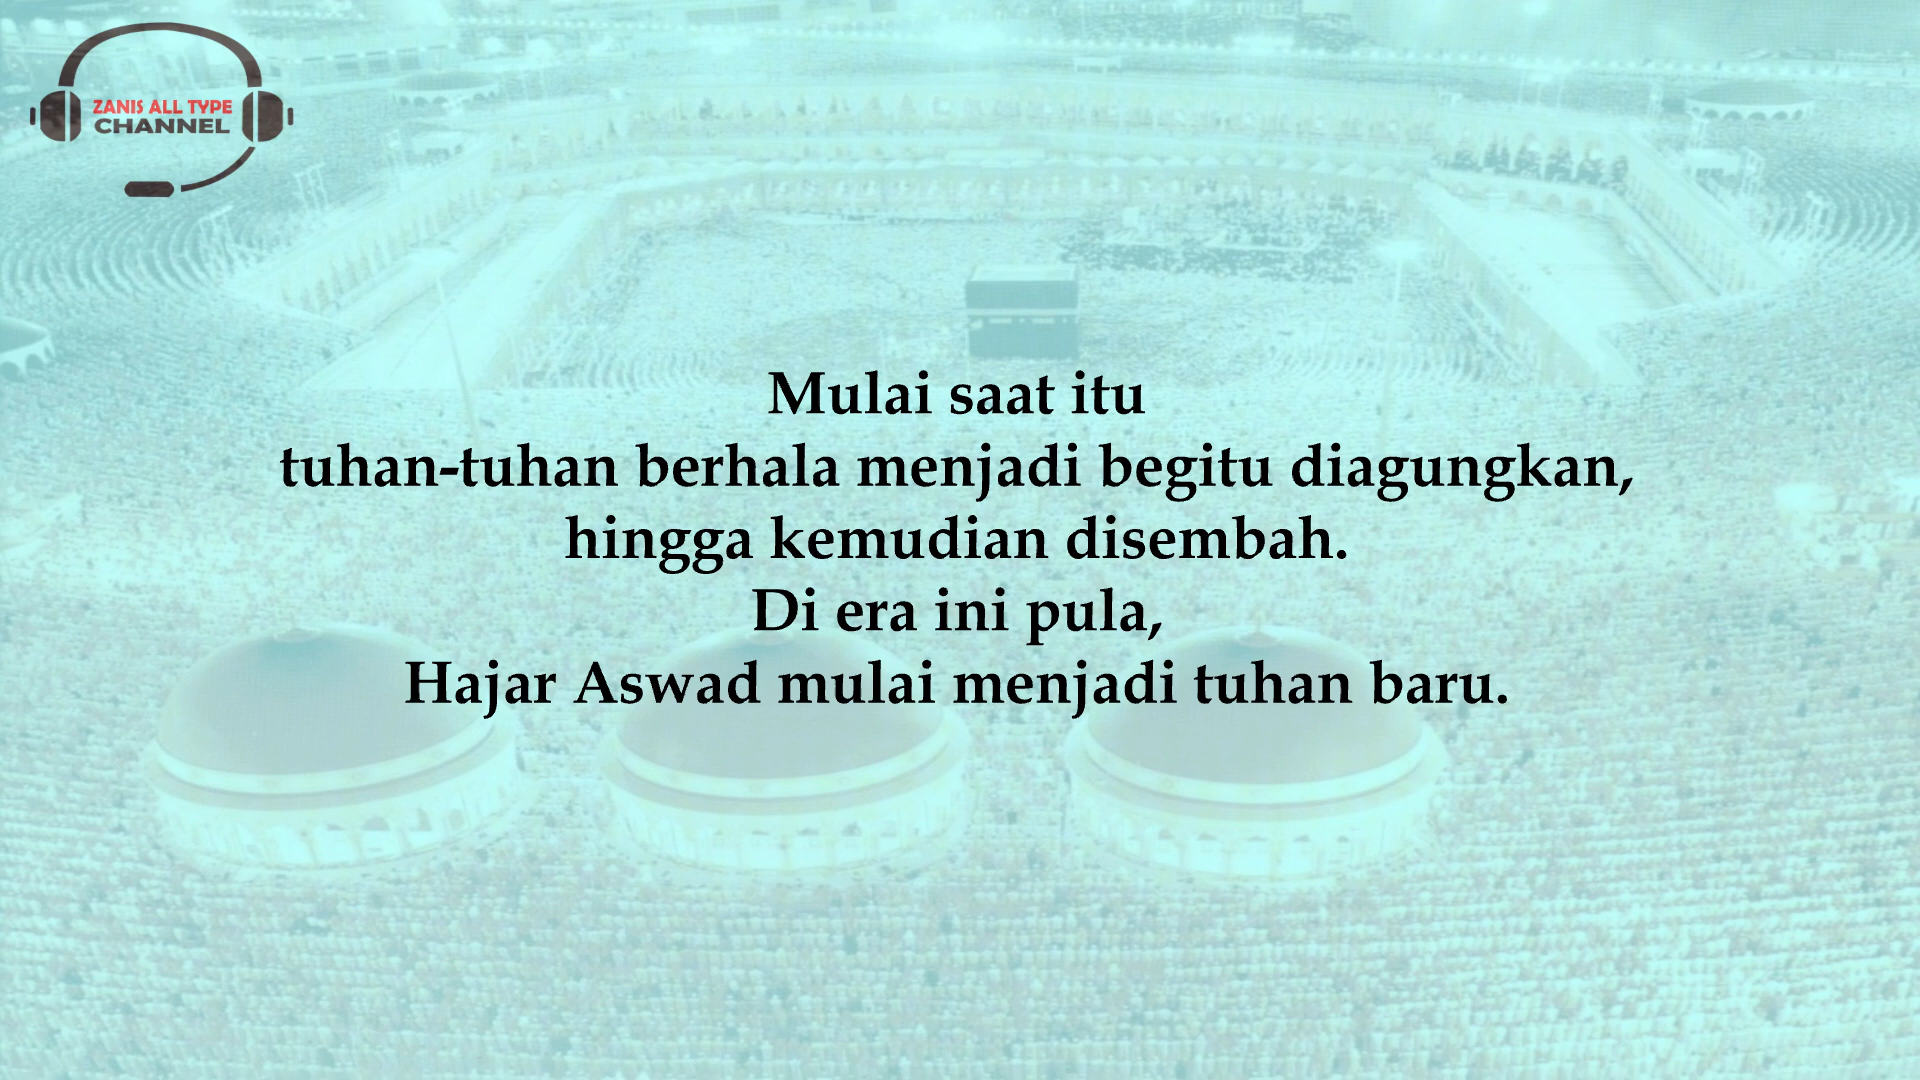 ZANIS ALL TYPE
CHANNEL
Mulai saat itu
tuhan-tuhan berhala menjadi begitu diagungkan,
hingga kemudian disembah.
Di era ini pula,
Hajar Aswad mulai menjadi tuhan baru.